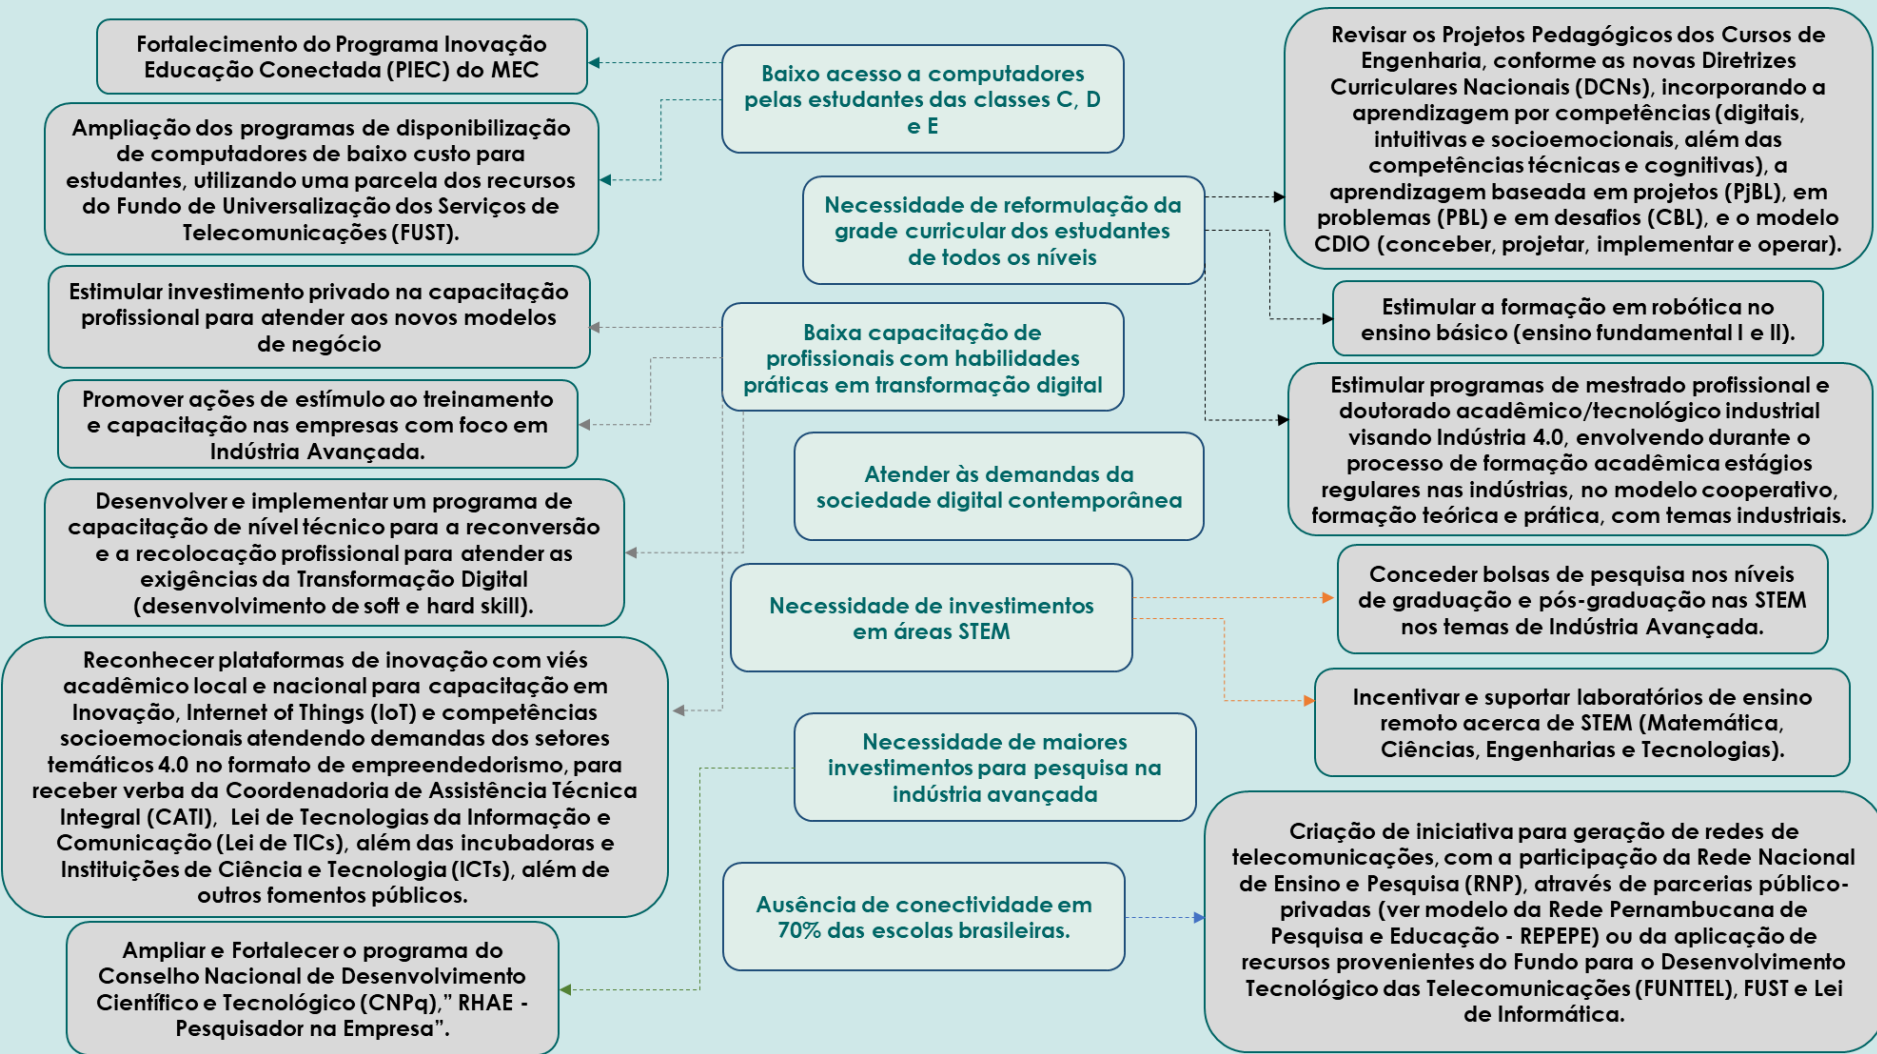 Fortalecimento do Programa Inovação
Educação Conectada (PIEC) do MEC
Ampliação dos programas de disponibilização
de computadores de baixo custo para
estudantes, utilizando uma parcela dos recursos
do Fundo de Universalização dos Serviços de
Telecomunicações (FUST).
Estimular investimento privado na capacitação
profissional para atender aos novos modelos
de negócio
Promover ações de estímulo ao treinamento
e capacitação nas empresas com foco em
Indústria Avançada.
Desenvolver e implementar um programa de
capacitação de nível técnico para a reconversão
e a recolocação profissional para atender as
exigências da Transformação Digital
(desenvolvimento de soft e hard skill).
Reconhecer plataformas de inovação com viés
acadêmico local e nacional para capacitação em
Inovação, Internet of Things (IoT) e competências
socioemocionais atendendo demandas dos setores
temáticos 4.0 no formato de empreendedorismo, para
receber verba da Coordenadoria de Assistência Técnica
Integral (CATI), Lei de Tecnologias da Informação e
Comunicação (Lei de TICs), além das incubadoras e
Instituições de Ciência e Tecnologia (ICTs), além de
outros fomentos públicos.
Ampliar e Fortalecer o programa do
Conselho Nacional de Desenvolvimento
Científico e Tecnológico (CNPq),” RHAE -
Pesquisador na Empresa”.
Baixo acesso a computadores
pelas estudantes das classes C, D
e E
Necessidade de reformulação da
grade curricular dos estudantes
de todos os níveis
Baixa capacitação de
profissionais com habilidades
práticas em transformação digital
Atender às demandas da
sociedade digital contemporânea
Necessidade de investimentos
em áreas STEM
Necessidade de maiores
investimentos para pesquisa na
indústria avançada
Ausência de conectividade em
70% das escolas brasileiras.
Revisar os Projetos Pedagógicos dos Cursos de
Engenharia, conforme as novas Diretrizes
Curriculares Nacionais (DCNs), incorporando a
aprendizagem por competências (digitais,
intuitivas e socioemocionais, além das
competências técnicas e cognitivas), a
aprendizagem baseada em projetos (PjBL), em
problemas (PBL) e em desafios (CBL), e o modelo
CDIO (conceber, projetar, implementar e operar).
Estimular a formação em robótica no
ensino básico (ensino fundamental I e II).
Estimular programas de mestrado profissional e
doutorado acadêmico/tecnológico industrial
visando Indústria 4.0, envolvendo durante o
processo de formação acadêmica estágios
regulares nas indústrias, no modelo cooperativo,
formação teórica e prática, com temas industriais.
Conceder bolsas de pesquisa nos níveis
de graduação e pós-graduação nas STEM
nos temas de Indústria Avançada.
Incentivar e suportar laboratórios de ensino
remoto acerca de STEM (Matemática,
Ciências, Engenharias e Tecnologias).
Criação de iniciativa para geração de redes de
telecomunicações, com a participação da Rede Nacional
de Ensino e Pesquisa (RNP), através de parcerias público-
privadas (ver modelo da Rede Pernambucana de
Pesquisa e Educação - REPEPE) ou da aplicação de
recursos provenientes do Fundo para o Desenvolvimento
Tecnológico das Telecomunicações (FUNTTEL), FUST e Lei
de Informática.